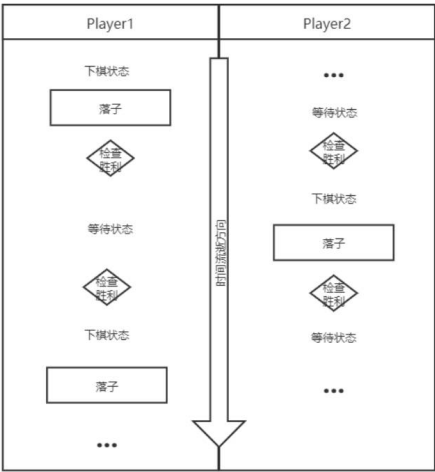 Player1
下棋状态
落子
检查
胜利
等待状态
检查
胜利
下棋状态
落子
•••
时间流逝方向
Player2
•••
等待状态
检查
胜利
下棋状态
落子
检查
胜利
等待状态
•••